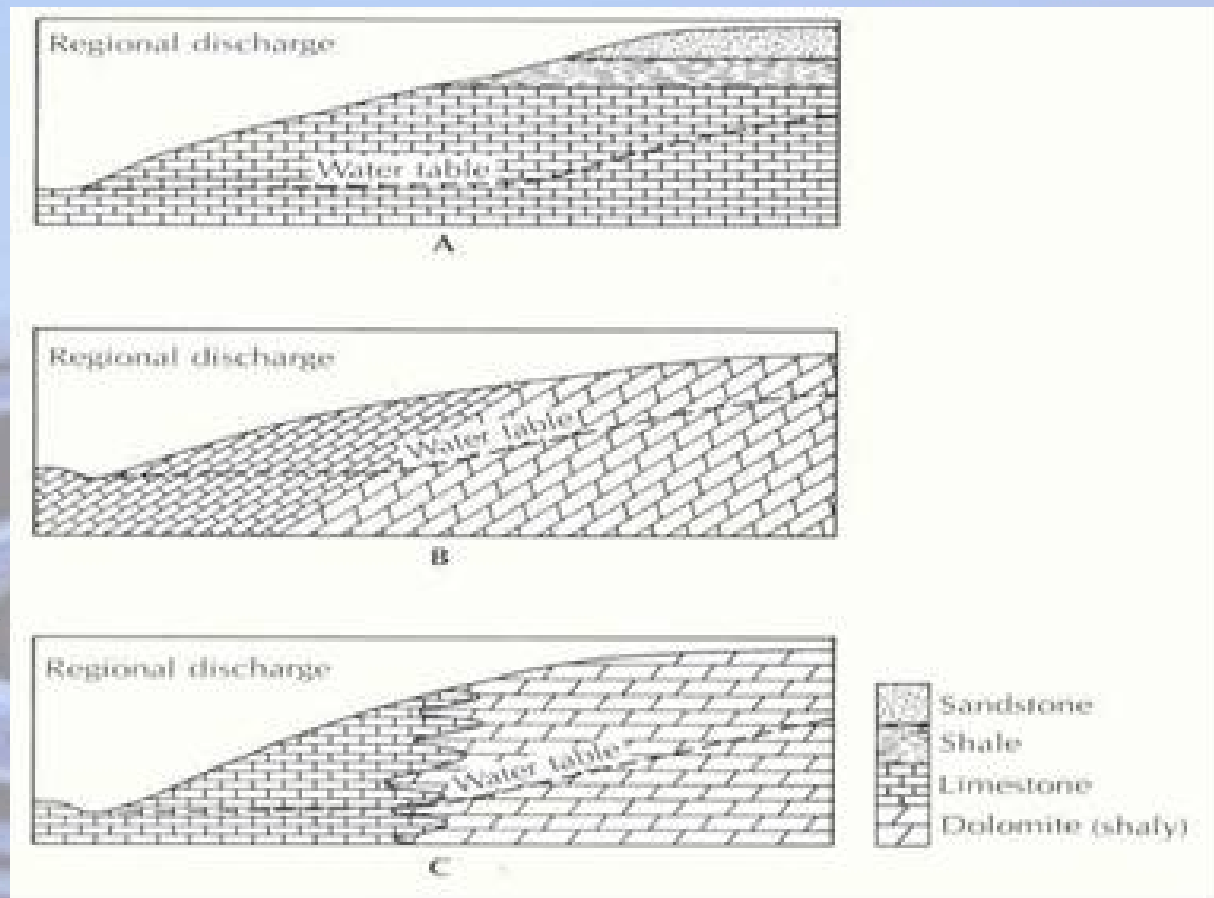 Regional discharge
Water table
A
Regional discharge
Water table
B
Regional discharge
Water table
C
Sandstone
Shale
Limestone
Dolomite (shaly)